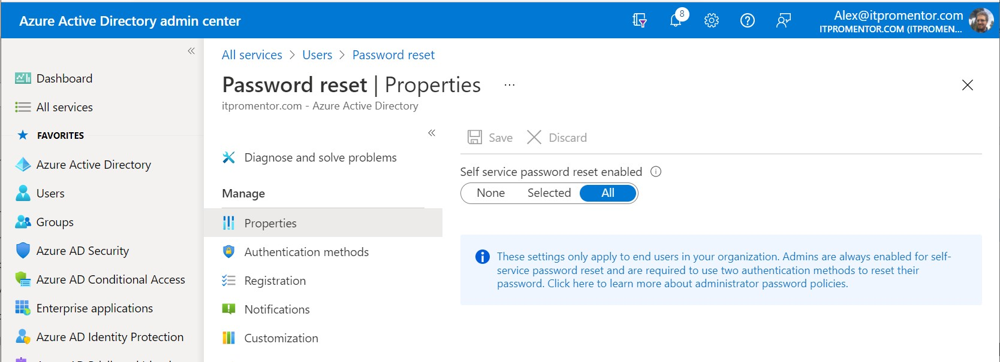 Azure Active Directory admin center
8
Alex@itpromentor.com
ITPROMENTOR.COM (ITPROMEN...
Dashboard
All services
FAVORITES
Azure Active Directory
Users
Groups
Azure AD Security
Azure AD Conditional Access
Enterprise applications
Azure AD Identity Protection
All services > Users > Password reset
Password reset | Properties ...
itpromentor.com - Azure Active Directory
Diagnose and solve problems
Manage
Properties
Authentication methods
Registration
Notifications
Customization
Save Discard
Self service password reset enabled
None Selected All
These settings only apply to end users in your organization. Admins are always enabled for self-
service password reset and are required to use two authentication methods to reset their
password. Click here to learn more about administrator password policies.